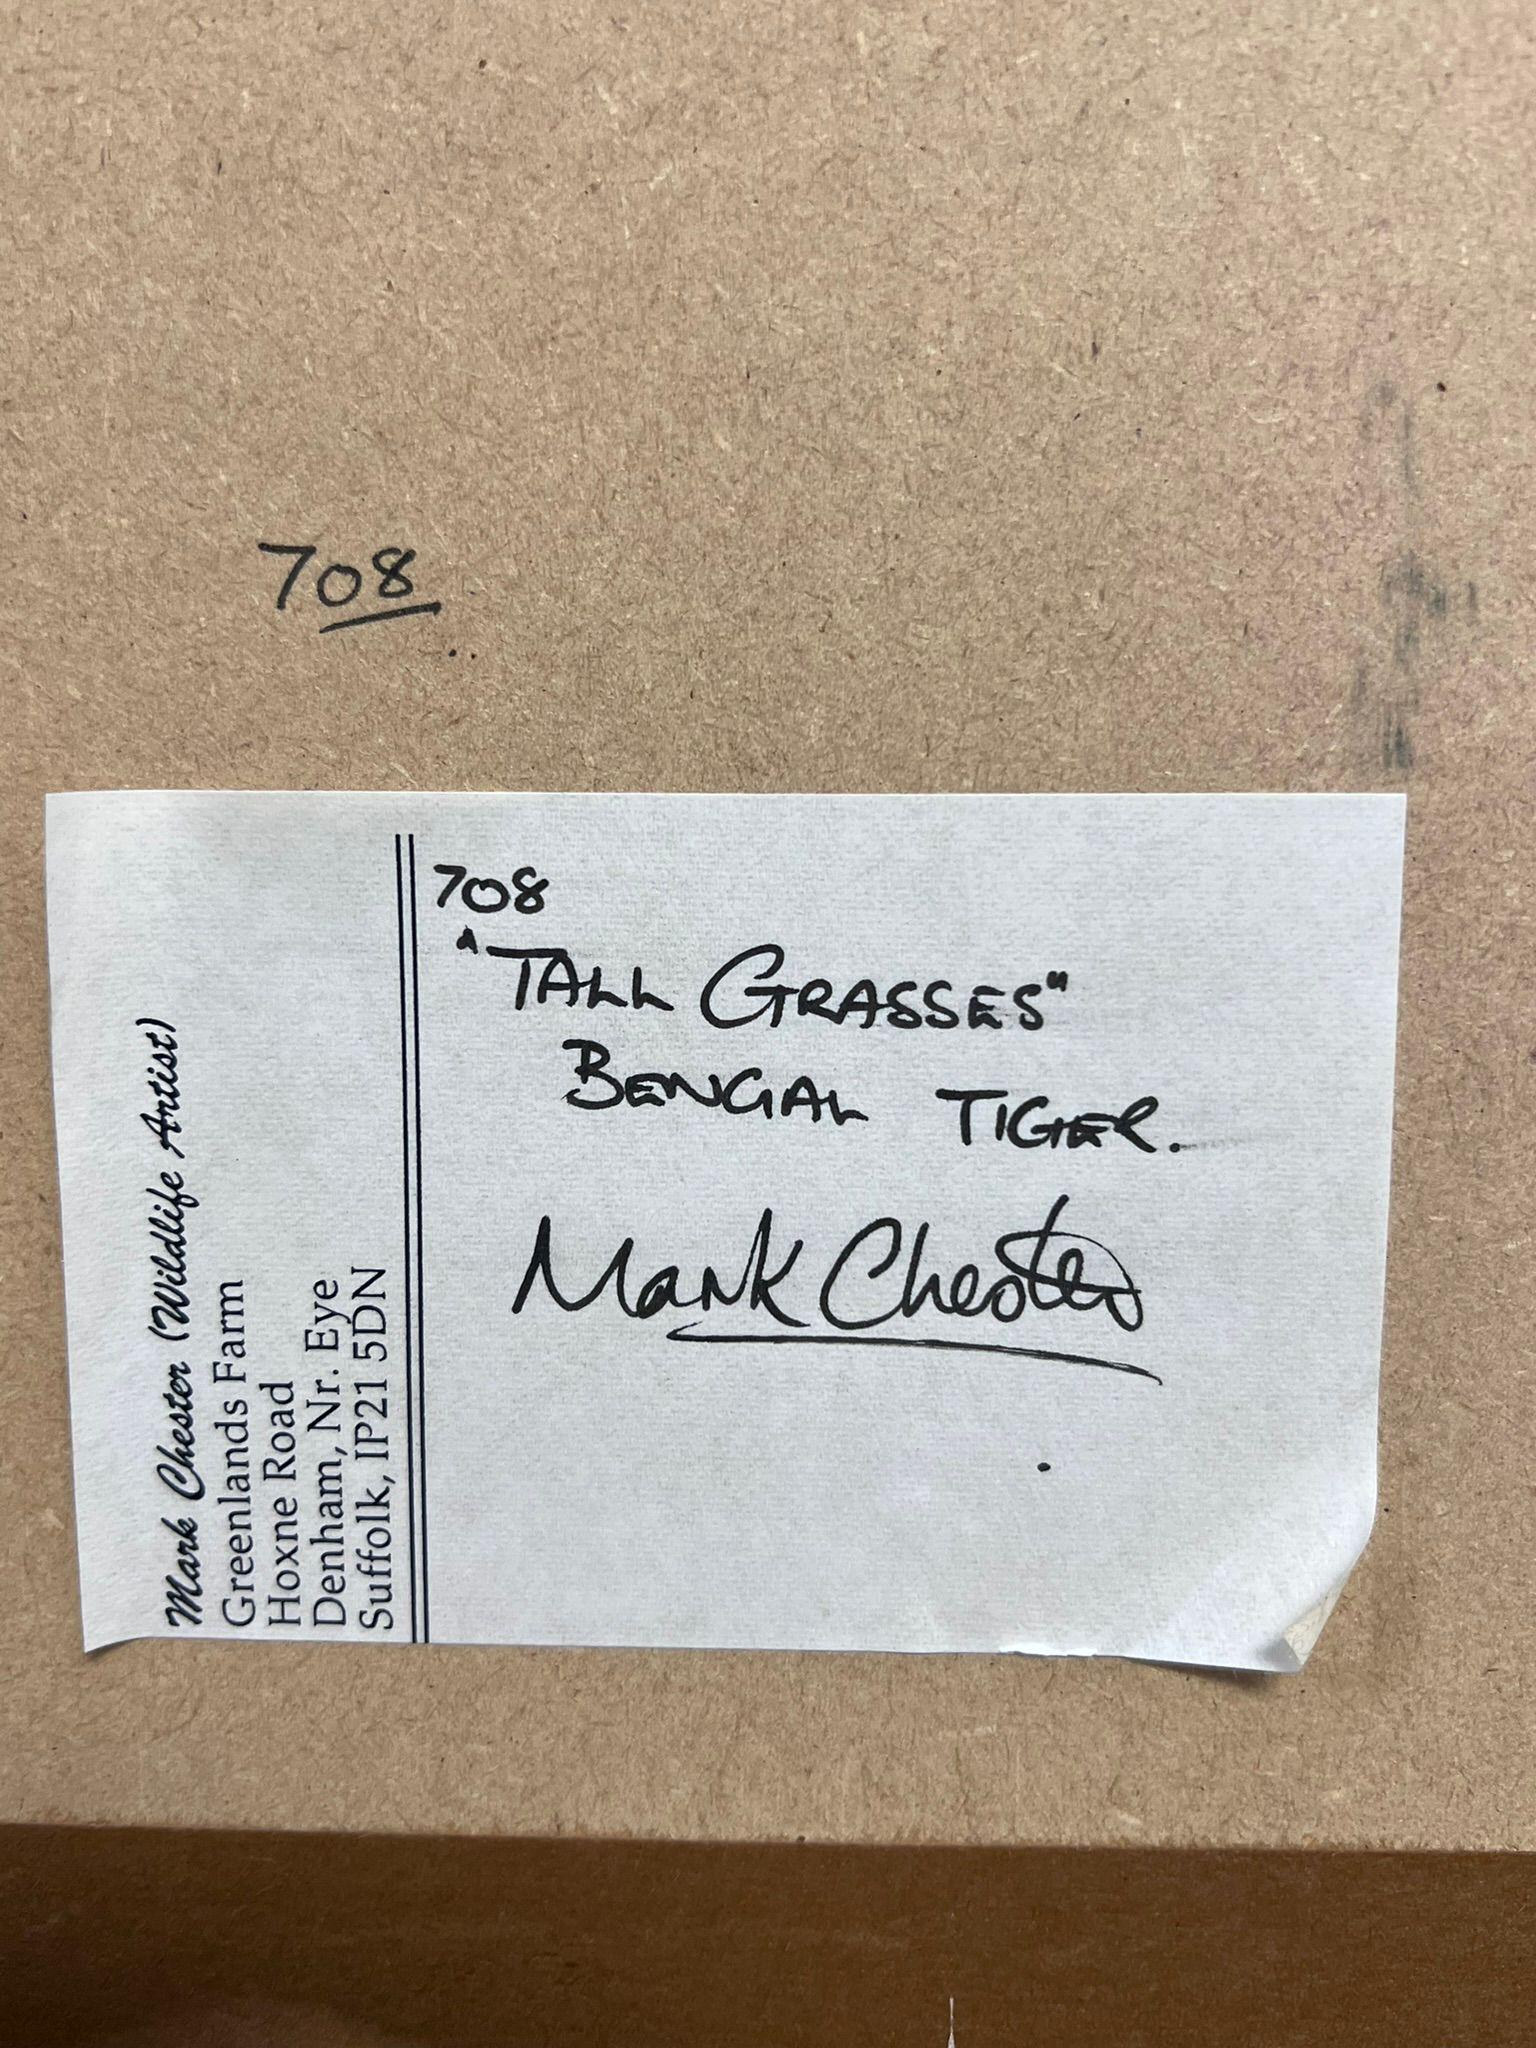 708
708
"TALL GRASSES"
BENGAL TIGER.
Mark Chester
Mark Chester (Wildlife Artist)
Greenlands Farm
Hoxne Road
Denham, Nr. Eye
Suffolk, IP21 5DN